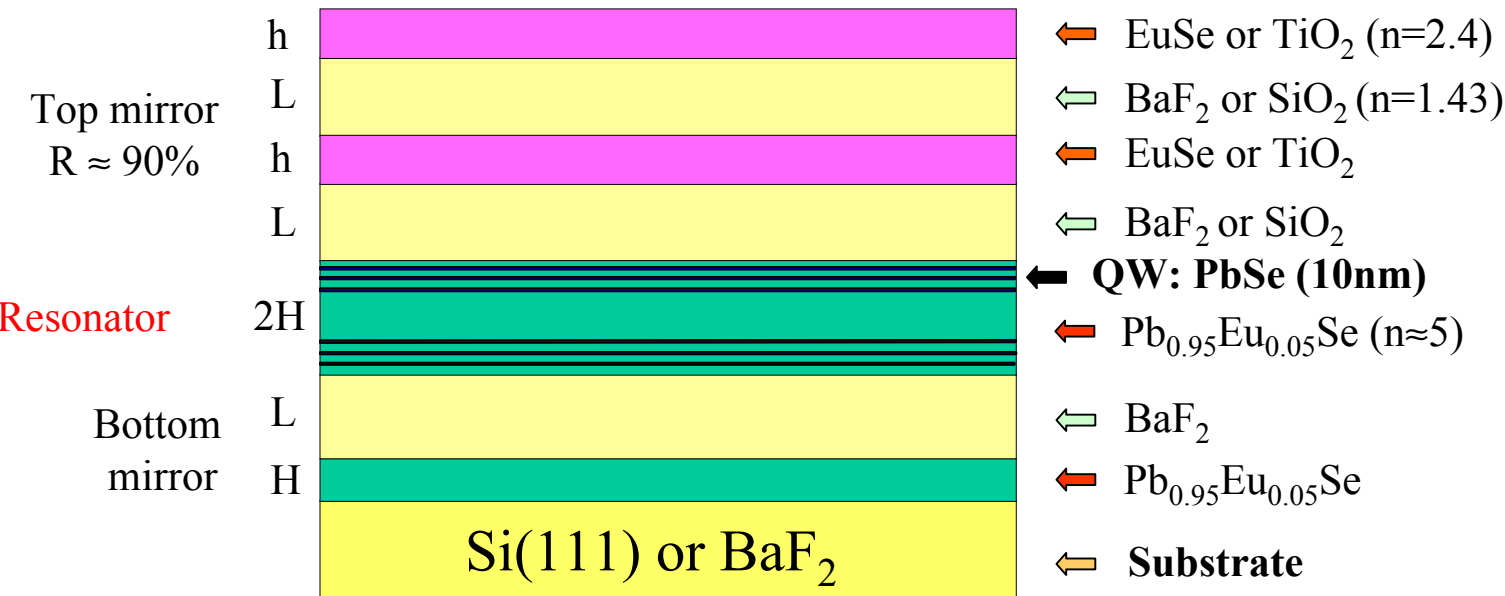 h
EuSe or TiO₂ (n=2.4)
Top mirror
R ≈ 90%
L
BaF₂ or SiO₂ (n=1.43)
h
EuSe or TiO₂
L
BaF₂ or SiO₂
QW: PbSe (10nm)
Resonator
2H
Pb₀.₉₅Eu₀.₀₅Se (n≈5)
Bottom
mirror
L
BaF₂
H
Pb₀.₉₅Eu₀.₀₅Se
Si(111) or BaF₂
Substrate